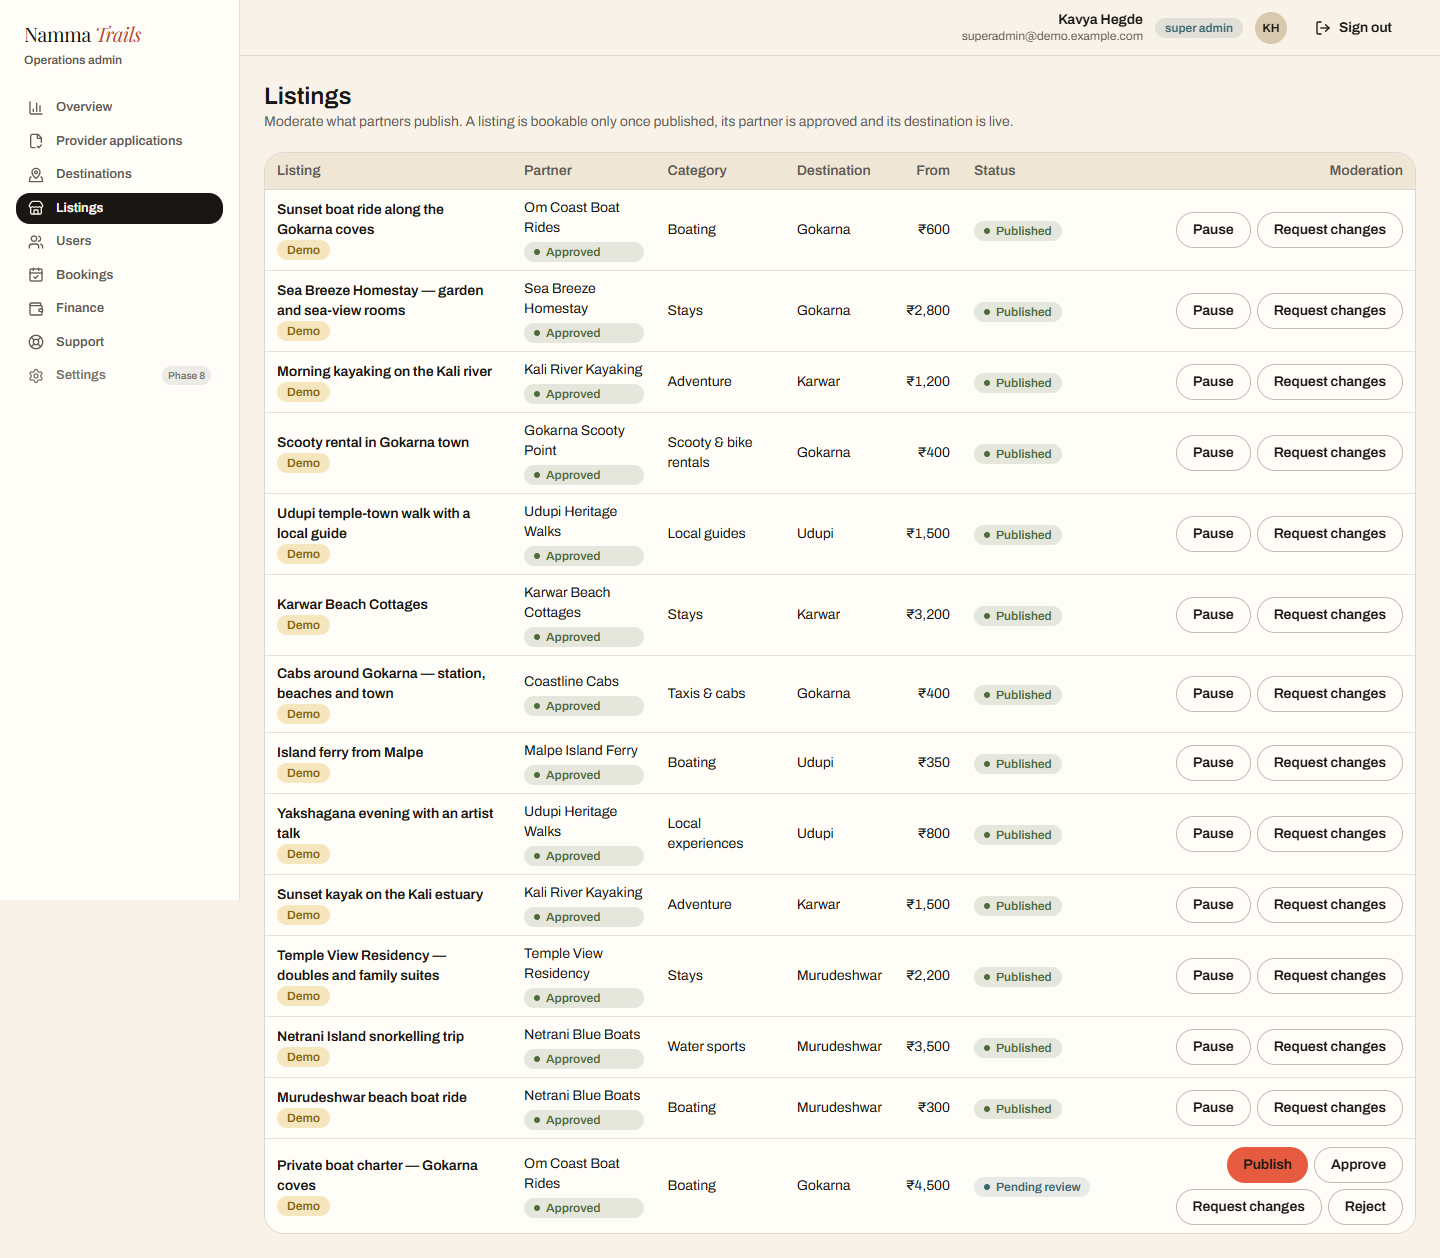 Namma Trails
Operations admin
Overview
Provider applications
Destinations
Listings
Users
Bookings
Finance
Support
Settings
Phase 8
Kavya Hegde
superadmin@demo.example.com
super admin
KH
Sign out
Listings
Moderate what partners publish. A listing is bookable only once published, its partner is approved and its destination is live.
Listing Partner Category Destination From Status Moderation
Sunset boat ride along the
Gokarna coves
Demo
Om Coast Boat
Rides
Approved
Boating
Gokarna
₹600
Published
Pause
Request changes
Sea Breeze Homestay — garden
and sea-view rooms
Demo
Sea Breeze
Homestay
Approved
Stays
Gokarna
₹2,800
Published
Pause
Request changes
Morning kayaking on the Kali river
Demo
Kali River Kayaking
Approved
Adventure
Karwar
₹1,200
Published
Pause
Request changes
Scooty rental in Gokarna town
Demo
Gokarna Scooty
Point
Approved
Scooty & bike
rentals
Gokarna
₹400
Published
Pause
Request changes
Udupi temple-town walk with a
local guide
Demo
Udupi Heritage
Walks
Approved
Local guides
Udupi
₹1,500
Published
Pause
Request changes
Karwar Beach Cottages
Demo
Karwar Beach
Cottages
Approved
Stays
Karwar
₹3,200
Published
Pause
Request changes
Cabs around Gokarna — station,
beaches and town
Demo
Coastline Cabs
Approved
Taxis & cabs
Gokarna
₹400
Published
Pause
Request changes
Island ferry from Malpe
Demo
Malpe Island Ferry
Approved
Boating
Udupi
₹350
Published
Pause
Request changes
Yakshagana evening with an artist
talk
Demo
Udupi Heritage
Walks
Approved
Local
experiences
Udupi
₹800
Published
Pause
Request changes
Sunset kayak on the Kali estuary
Demo
Kali River Kayaking
Approved
Adventure
Karwar
₹1,500
Published
Pause
Request changes
Temple View Residency —
doubles and family suites
Demo
Temple View
Residency
Approved
Stays
Murudeshwar
₹2,200
Published
Pause
Request changes
Netrani Island snorkelling trip
Demo
Netrani Blue Boats
Approved
Water sports
Murudeshwar
₹3,500
Published
Pause
Request changes
Murudeshwar beach boat ride
Demo
Netrani Blue Boats
Approved
Boating
Murudeshwar
₹300
Published
Pause
Request changes
Private boat charter — Gokarna
coves
Demo
Om Coast Boat
Rides
Approved
Boating
Gokarna
₹4,500
Pending review
Publish
Approve
Request changes
Reject